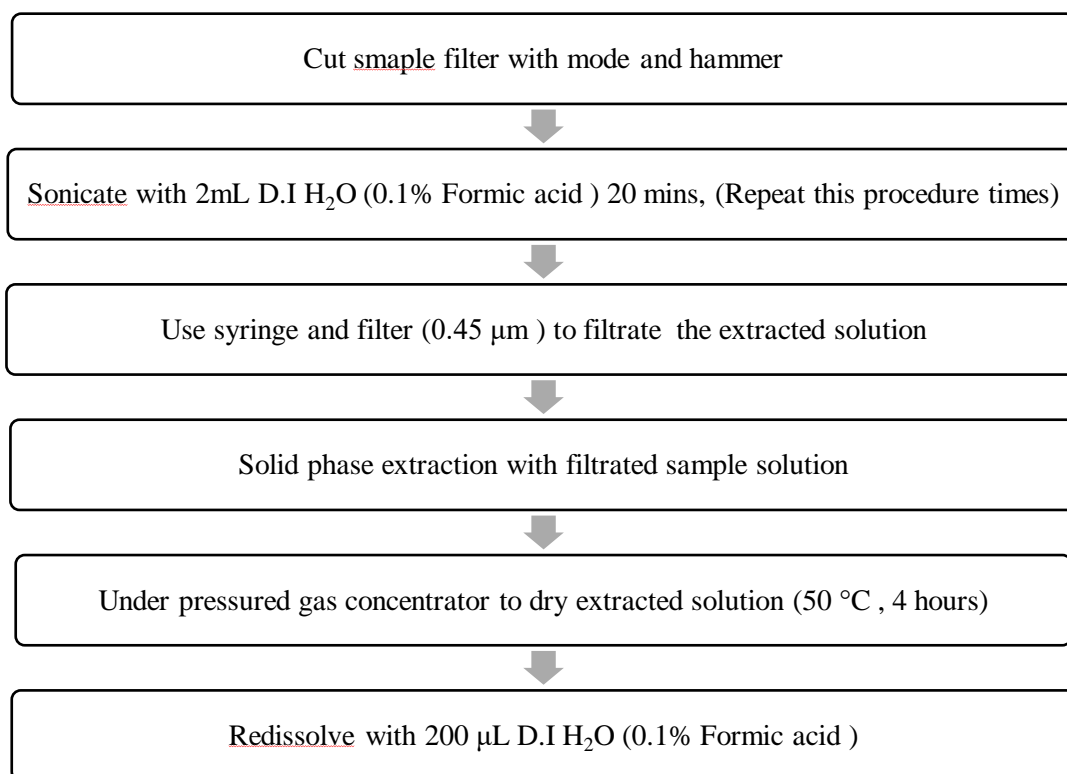 Cut smaple filter with mode and hammer
Sonicate with 2mL D.I H₂O (0.1% Formic acid ) 20 mins, (Repeat this procedure times)
Use syringe and filter (0.45 μm ) to filtrate the extracted solution
Solid phase extraction with filtrated sample solution
Under pressured gas concentrator to dry extracted solution (50 °C , 4 hours)
Redissolve with 200 μL D.I H₂O (0.1% Formic acid )